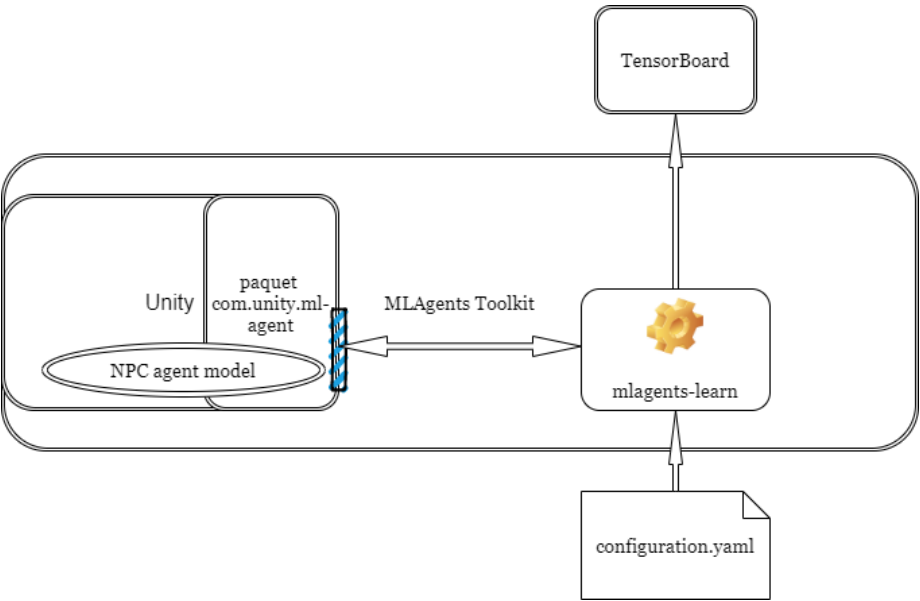 TensorBoard
Unity
paquet
com.unity.ml-
agent
MLAgents Toolkit
NPC agent model
mlagents-learn
configuration.yaml